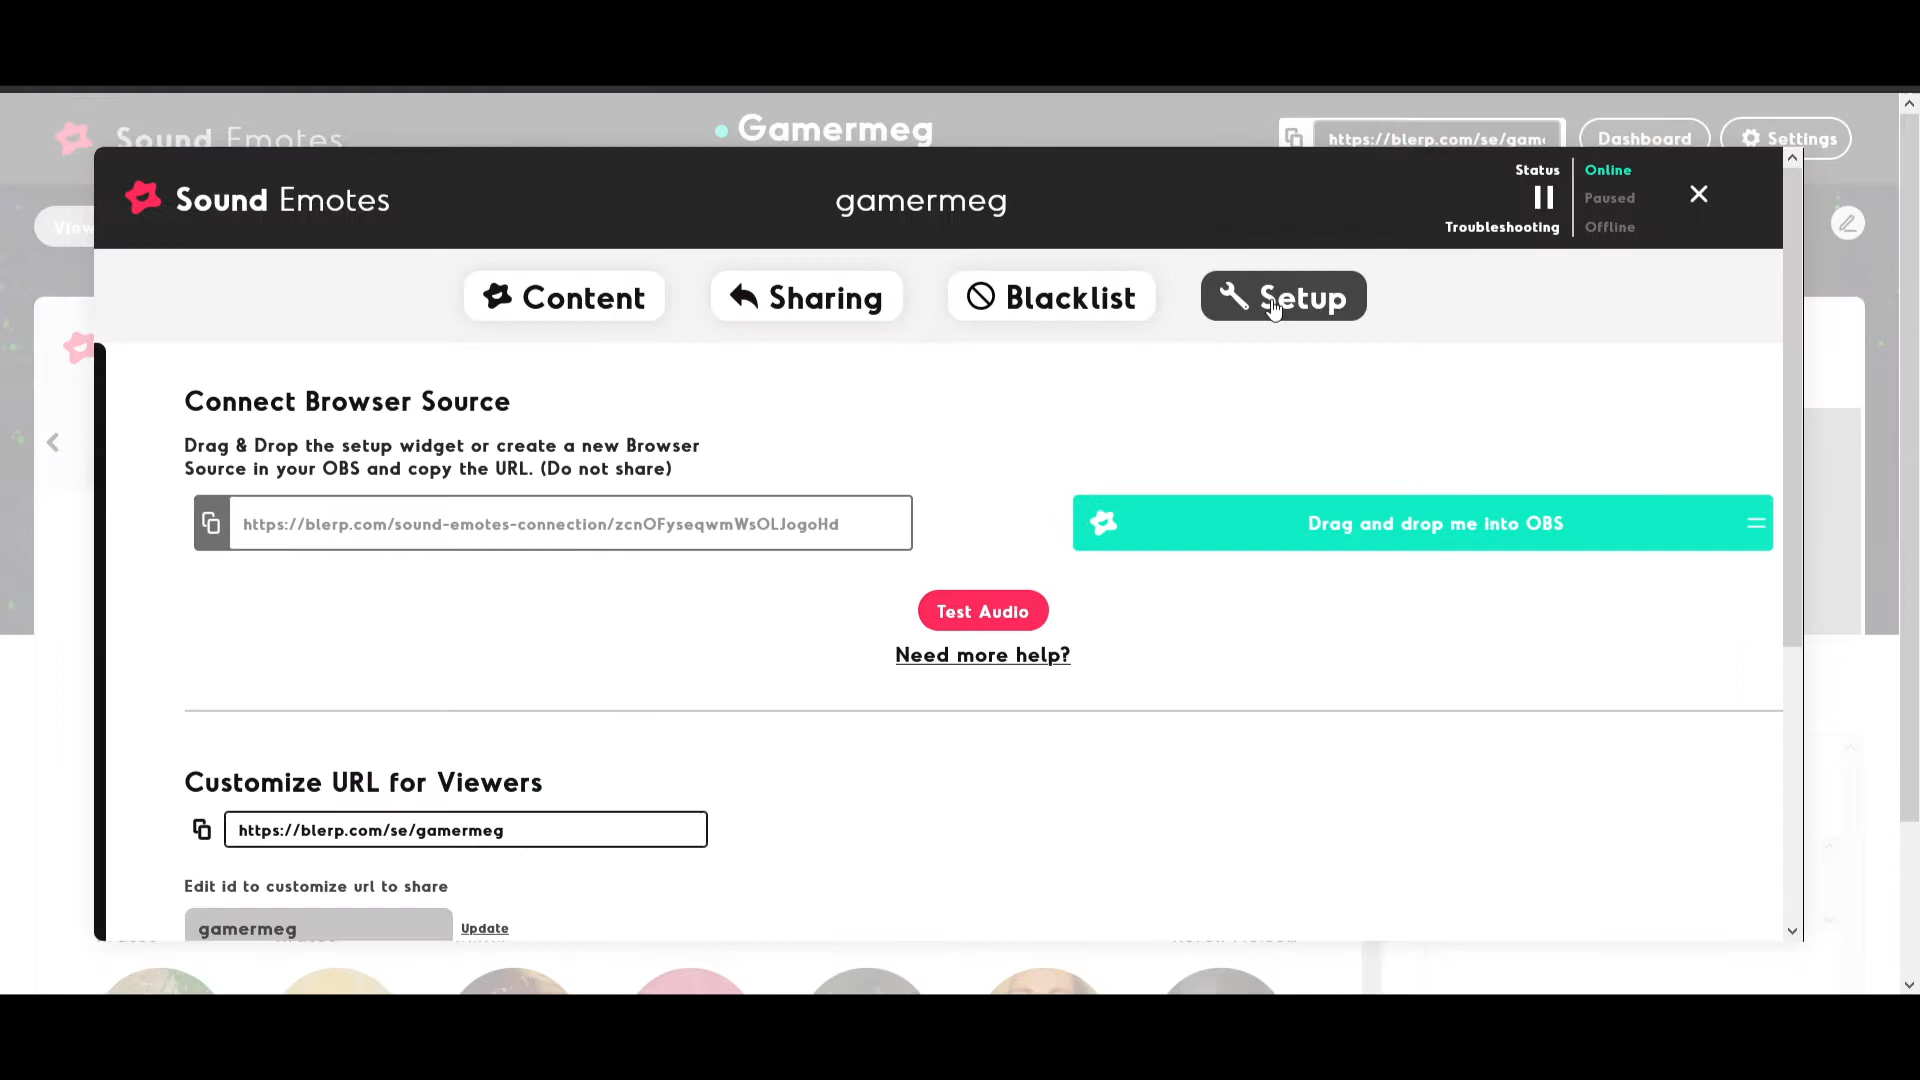 Sound Emotes
Gamermeg
https://blerp.com/se/gam
Dashboard
Settings
View
Sound Emotes
gamermeg
Status
Troubleshooting
Online
Paused
Offline
Content
Sharing
Blacklist
Setup
Connect Browser Source
Drag & Drop the setup widget or create a new Browser
Source in your OBS and copy the URL. (Do not share)
https://blerp.com/sound-emotes-connection/zcnOFyseqwmWsOLJogoHd
Drag and drop me into OBS
Test Audio
Need more help?
Customize URL for Viewers
https://blerp.com/se/gamermeg
Edit id to customize url to share
gamermeg
Update